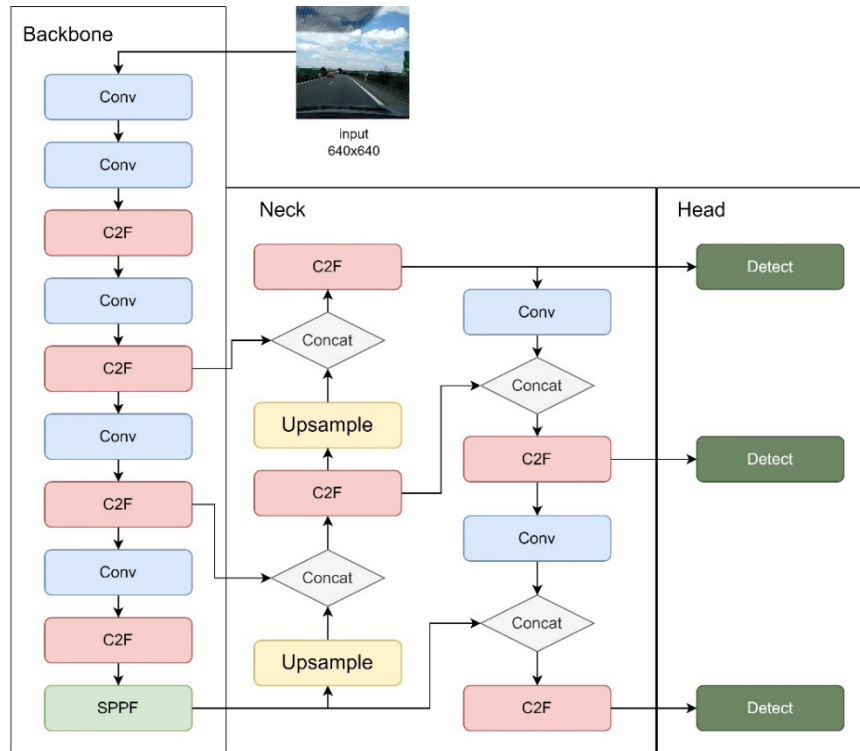 Backbone
Conv
Conv
C2F
Conv
C2F
Conv
C2F
Conv
C2F
SPPF
input
640x640
Neck
C2F
Concat
Upsample
C2F
Concat
Upsample
Conv
Concat
C2F
Conv
Concat
C2F
Head
Detect
Detect
Detect